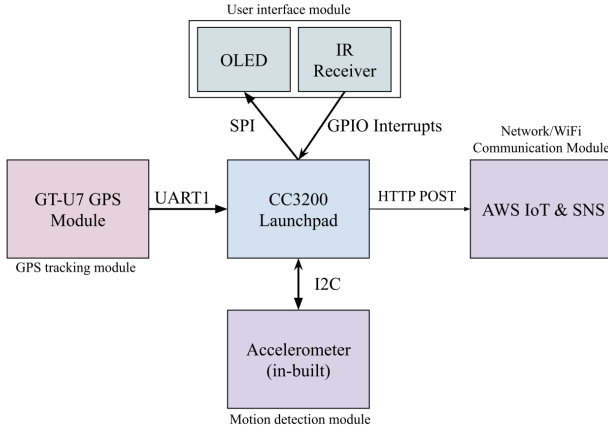 User interface module
OLED
IR
Receiver
SPI
GPIO Interrupts
Network/WiFi
Communication Module
GT-U7 GPS
Module
UART1
CC3200
Launchpad
HTTP POST
AWS IoT & SNS
GPS tracking module
I2C
Accelerometer
(in-built)
Motion detection module